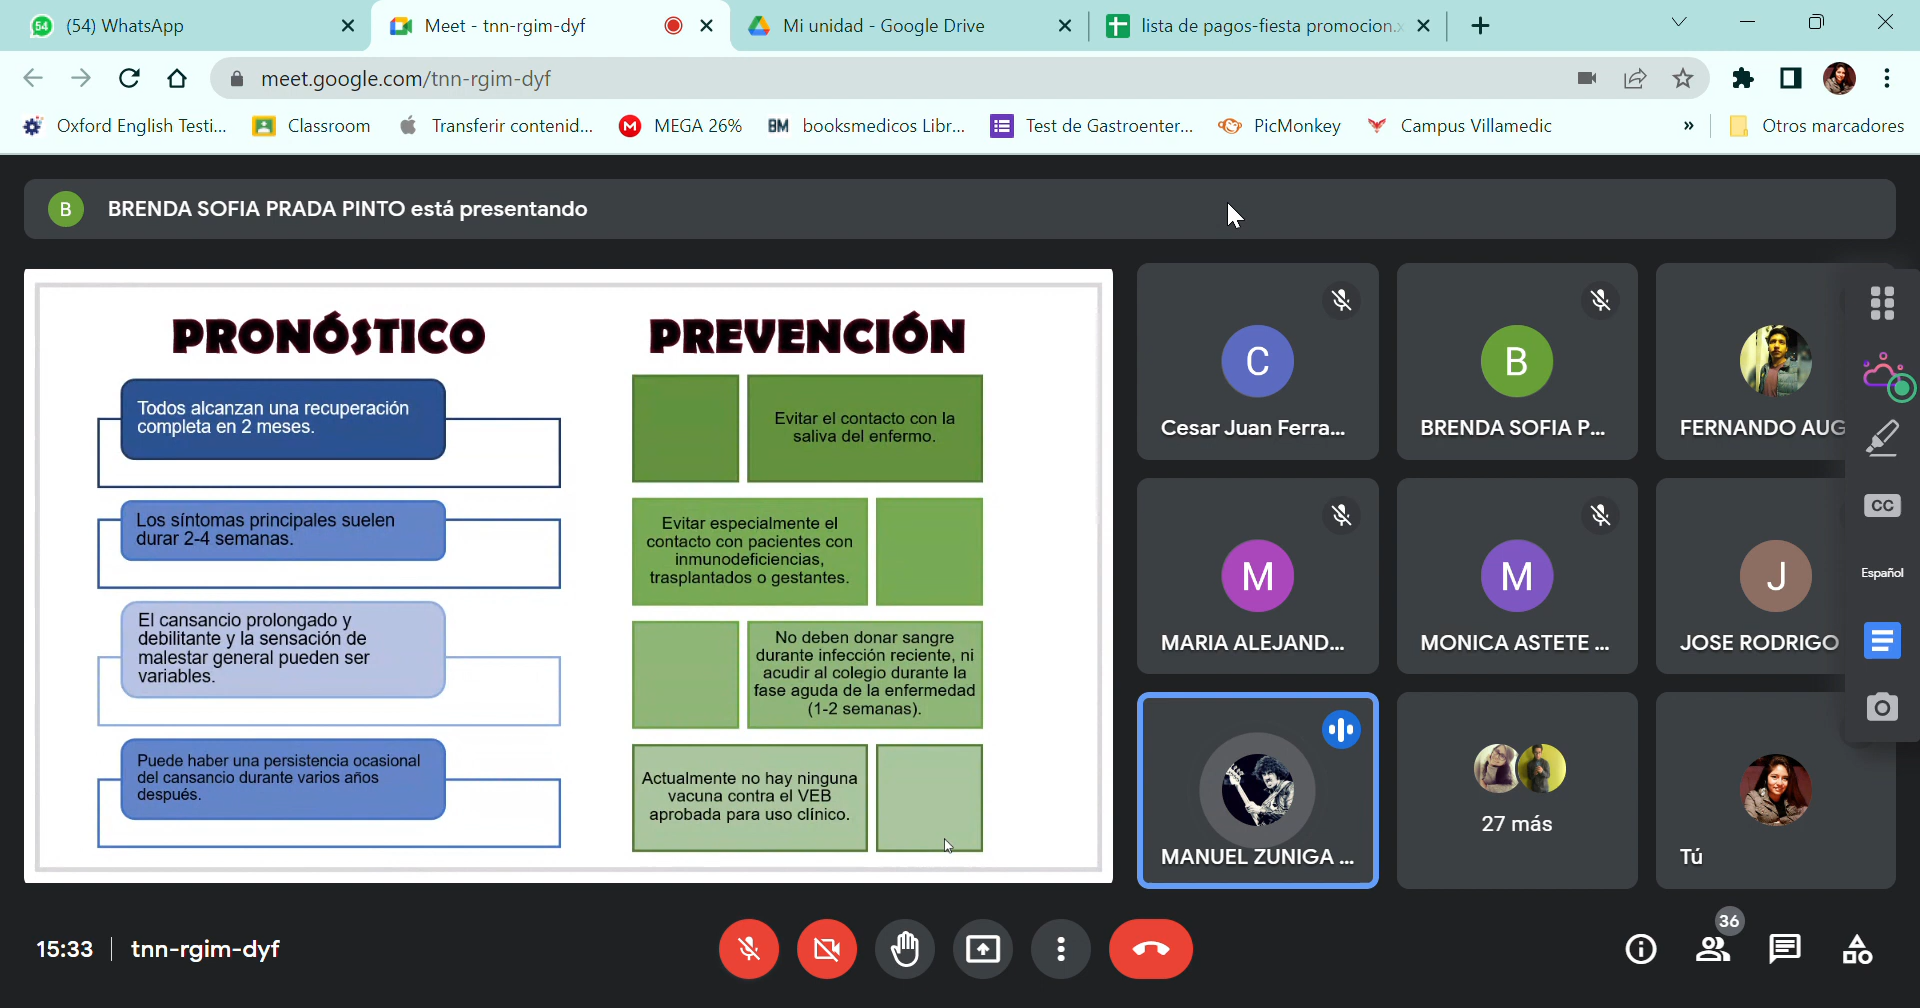 54
(54) WhatsApp
Meet - tnn-rgim-dyf
Mi unidad - Google Drive
lista de pagos-fiesta promocion.x
meet.google.com/tnn-rgim-dyf
Oxford English Testi...
Classroom
Transferir contenid...
M
MEGA 26%
BM
booksmedicos Libr...
Test de Gastroenter...
PicMonkey
Campus Villamedic
»
Otros marcadores
B
BRENDA SOFIA PRADA PINTO está presentando
PRONÓSTICO
Todos alcanzan una recuperación
completa en 2 meses.
Los síntomas principales suelen
durar 2-4 semanas.
El cansancio prolongado y
debilitante y la sensación de
malestar general pueden ser
variables.
Puede haber una persistencia ocasional
del cansancio durante varios años
después.
PREVENCIÓN
Evitar el contacto con la
saliva del enfermo.
Evitar especialmente el
contacto con pacientes con
inmunodeficiencias,
trasplantados o gestantes.
No deben donar sangre
durante infección reciente, ni
acudir al colegio durante la
fase aguda de la enfermedad
(1-2 semanas).
Actualmente no hay ninguna
vacuna contra el VEB
aprobada para uso clínico.
C
Cesar Juan Ferra...
B
BRENDA SOFIA P...
FERNANDO AUG
M
MARIA ALEJAND...
M
MONICA ASTETE ...
J
JOSE RODRIGO
MANUEL ZUNIGA ...
27 más
Tú
CC
Español
15:33
tnn-rgim-dyf
36